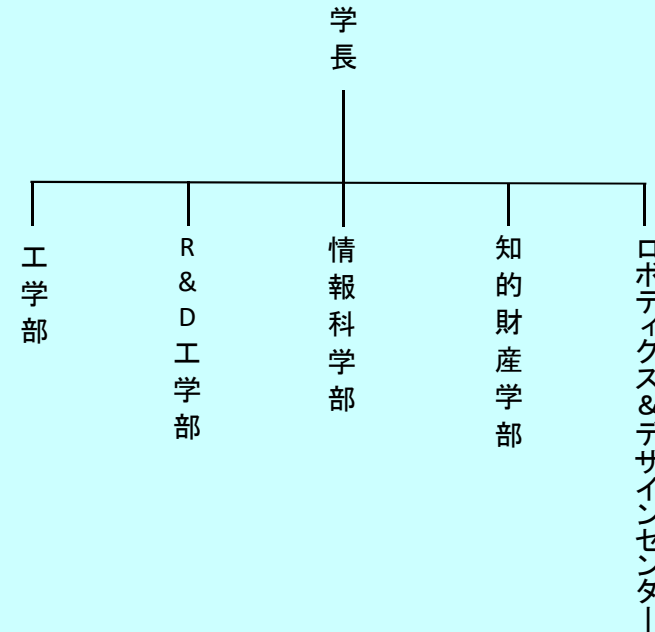 学長
工学部
R&D工学部
情報科学部
知的財産学部
ロボティクス&デザインセンター